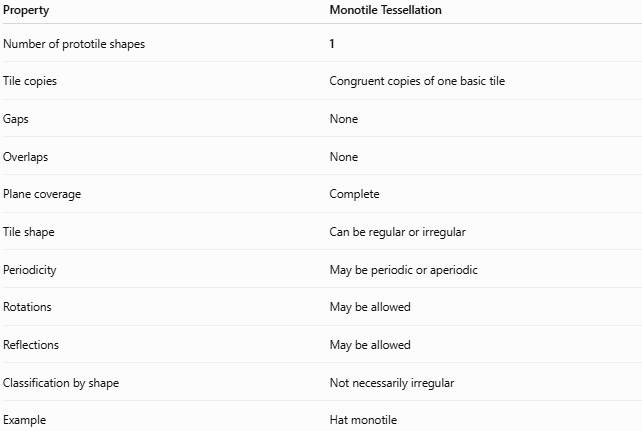 Property Monotile Tessellation
Number of prototile shapes 1
Tile copies Congruent copies of one basic tile
Gaps None
Overlaps None
Plane coverage Complete
Tile shape Can be regular or irregular
Periodicity May be periodic or aperiodic
Rotations May be allowed
Reflections May be allowed
Classification by shape Not necessarily irregular
Example Hat monotile